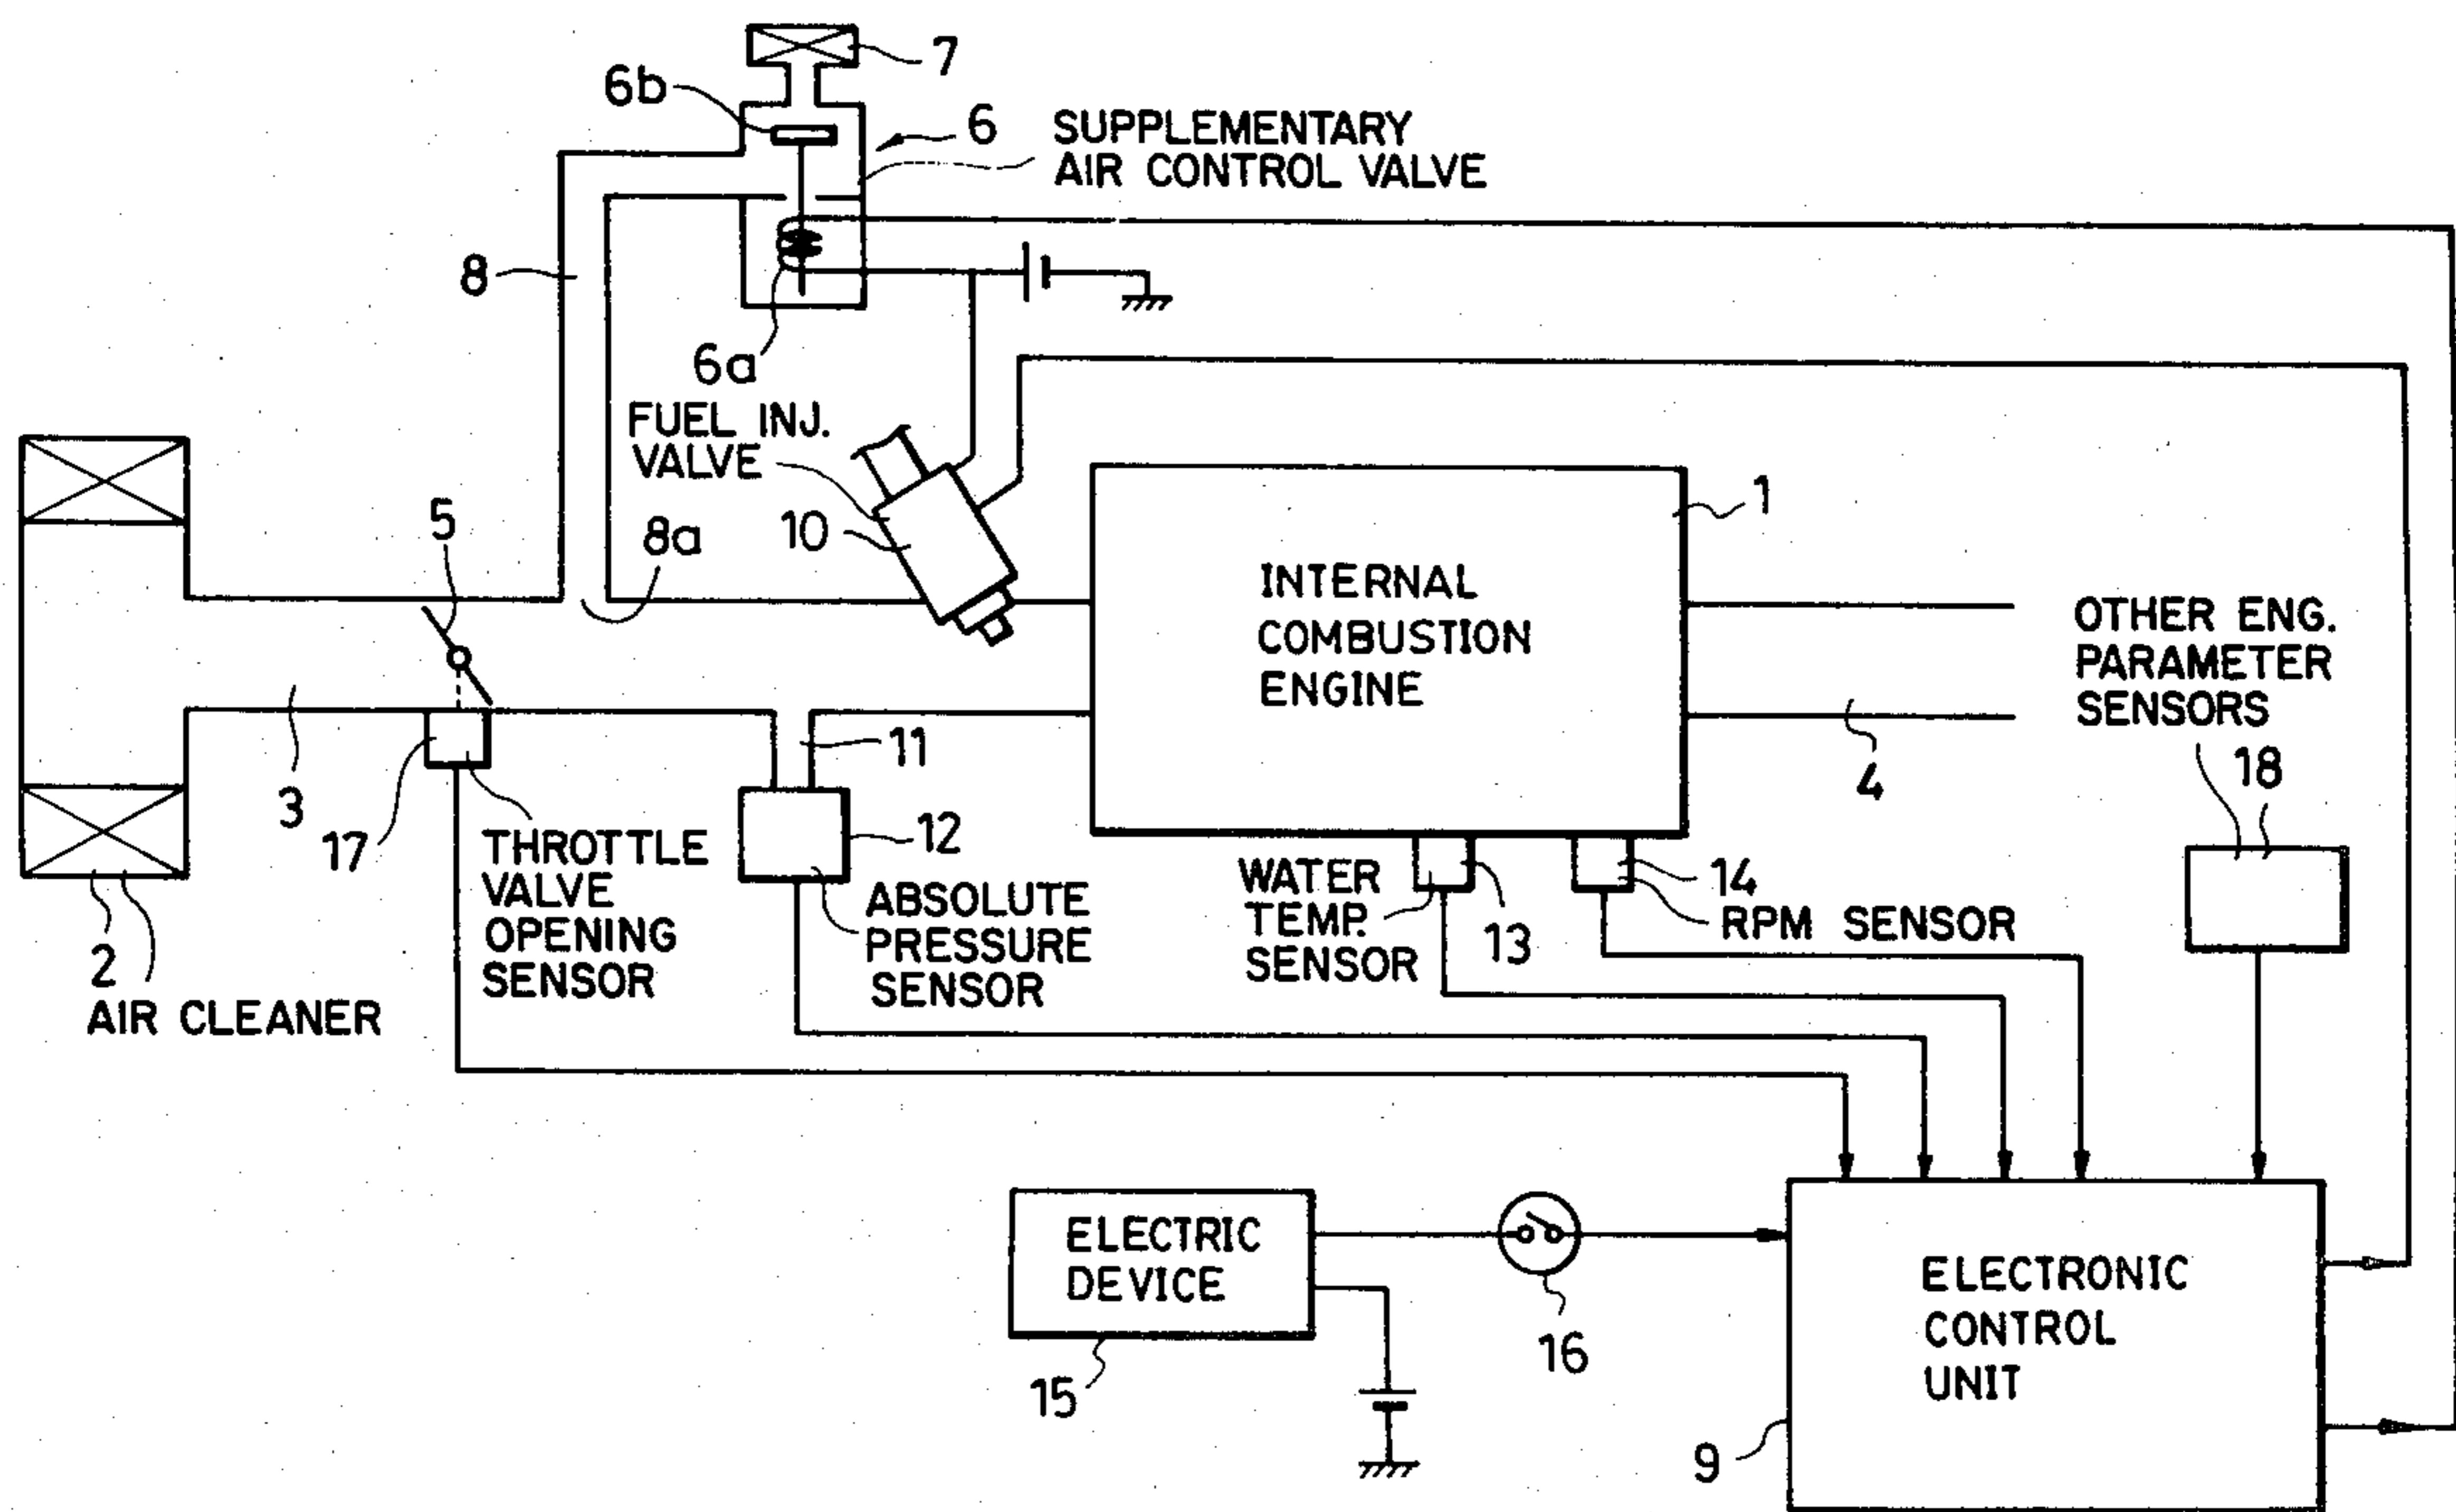 7
6b
6
SUPPLEMENTARY
AIR CONTROL VALVE
8
6a
FUEL INJ.
VALVE
10
5
8a
1
INTERNAL
COMBUSTION
ENGINE
OTHER ENG.
PARAMETER
SENSORS
18
11
4
3
17
THROTTLE
VALVE
OPENING
SENSOR
12
ABSOLUTE
PRESSURE
SENSOR
WATER
TEMP.
SENSOR
13
14
RPM SENSOR
2
AIR CLEANER
ELECTRIC
DEVICE
15
16
ELECTRONIC
CONTROL
UNIT
9